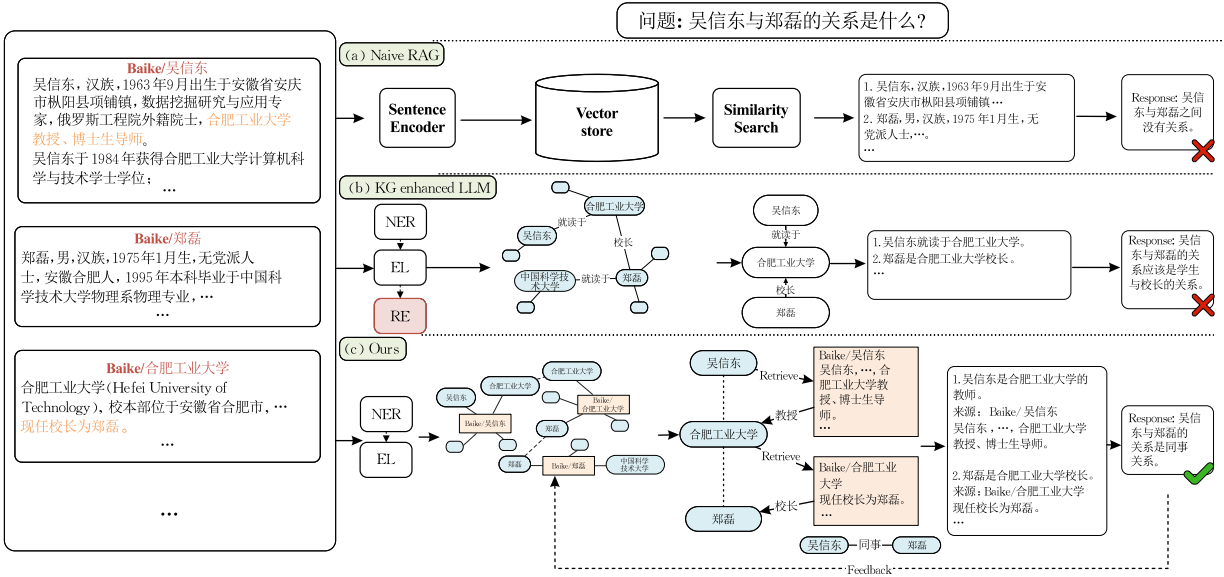 问题: 吴信东与郑磊的关系是什么?
Baike/吴信东
吴信东, 汉族, 1963年9月出生于安徽省安庆
市枞阳县项铺镇, 数据挖掘研究与应用专
家, 俄罗斯工程院外籍院士, 合肥工业大学
教授、博士生导师。
吴信东于1984年获得合肥工业大学计算机科
学与技术学士学位;
…
Baike/郑磊
郑磊, 男, 汉族, 1975年1月生, 无党派人
士, 安徽合肥人, 1995年本科毕业于中国科
学技术大学物理系物理专业, …
…
Baike/合肥工业大学
合肥工业大学(Hefei University of
Technology), 校本部位于安徽省合肥市, …
现任校长为郑磊。
…
…
(a) Naive RAG
Sentence
Encoder
Vector
store
Similarity
Search
1. 吴信东, 汉族, 1963年9月出生于安
徽省安庆市枞阳县项铺镇 …
2. 郑磊, 男, 汉族, 1975年1月生, 无
党派人士, …。
…
Response: 吴信
东与郑磊之间
没有关系。
(b) KG enhanced LLM
NER
EL
RE
合肥工业大学
就读于
吴信东
校长
中国科学技
术大学
就读于
郑磊
吴信东
就读于
合肥工业大学
校长
郑磊
1.吴信东就读于合肥工业大学。
2.郑磊是合肥工业大学校长。
…
Response: 吴信
东与郑磊的关
系应该是学生
与校长的关系。
(c) Ours
NER
EL
合肥工业大学
合肥工业大学
吴信东
Baike/
合肥工业大学
Baike/吴信东
郑磊
郑磊
Baike/郑磊
中国科学
技术大学
吴信东
Retrieve
Baike/吴信东
吴信东, …, 合
肥工业大学教
授、博士生导
师。
…
教授
合肥工业大学
Retrieve
Baike/合肥工业
大学
现任校长为郑磊。
…
校长
郑磊
吴信东
同事
郑磊
1.吴信东是合肥工业大学的
教师。
来源: Baike/吴信东
吴信东, …, 合肥工业大学
教授、博士生导师。
2.郑磊是合肥工业大学校长。
来源: Baike/合肥工业大学
现任校长为郑磊。
…
Response: 吴信
东与郑磊的
关系是同事
关系。
Feedback